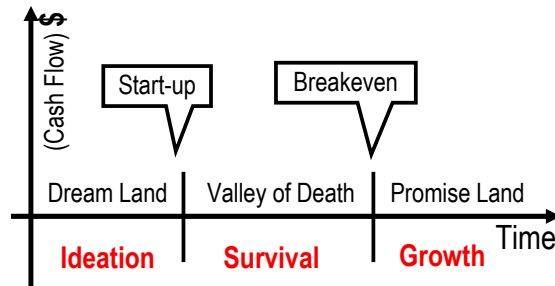 (Cash Flow) $
Start-up
Breakeven
Dream Land
Valley of Death
Promise Land
Time
Ideation
Survival
Growth